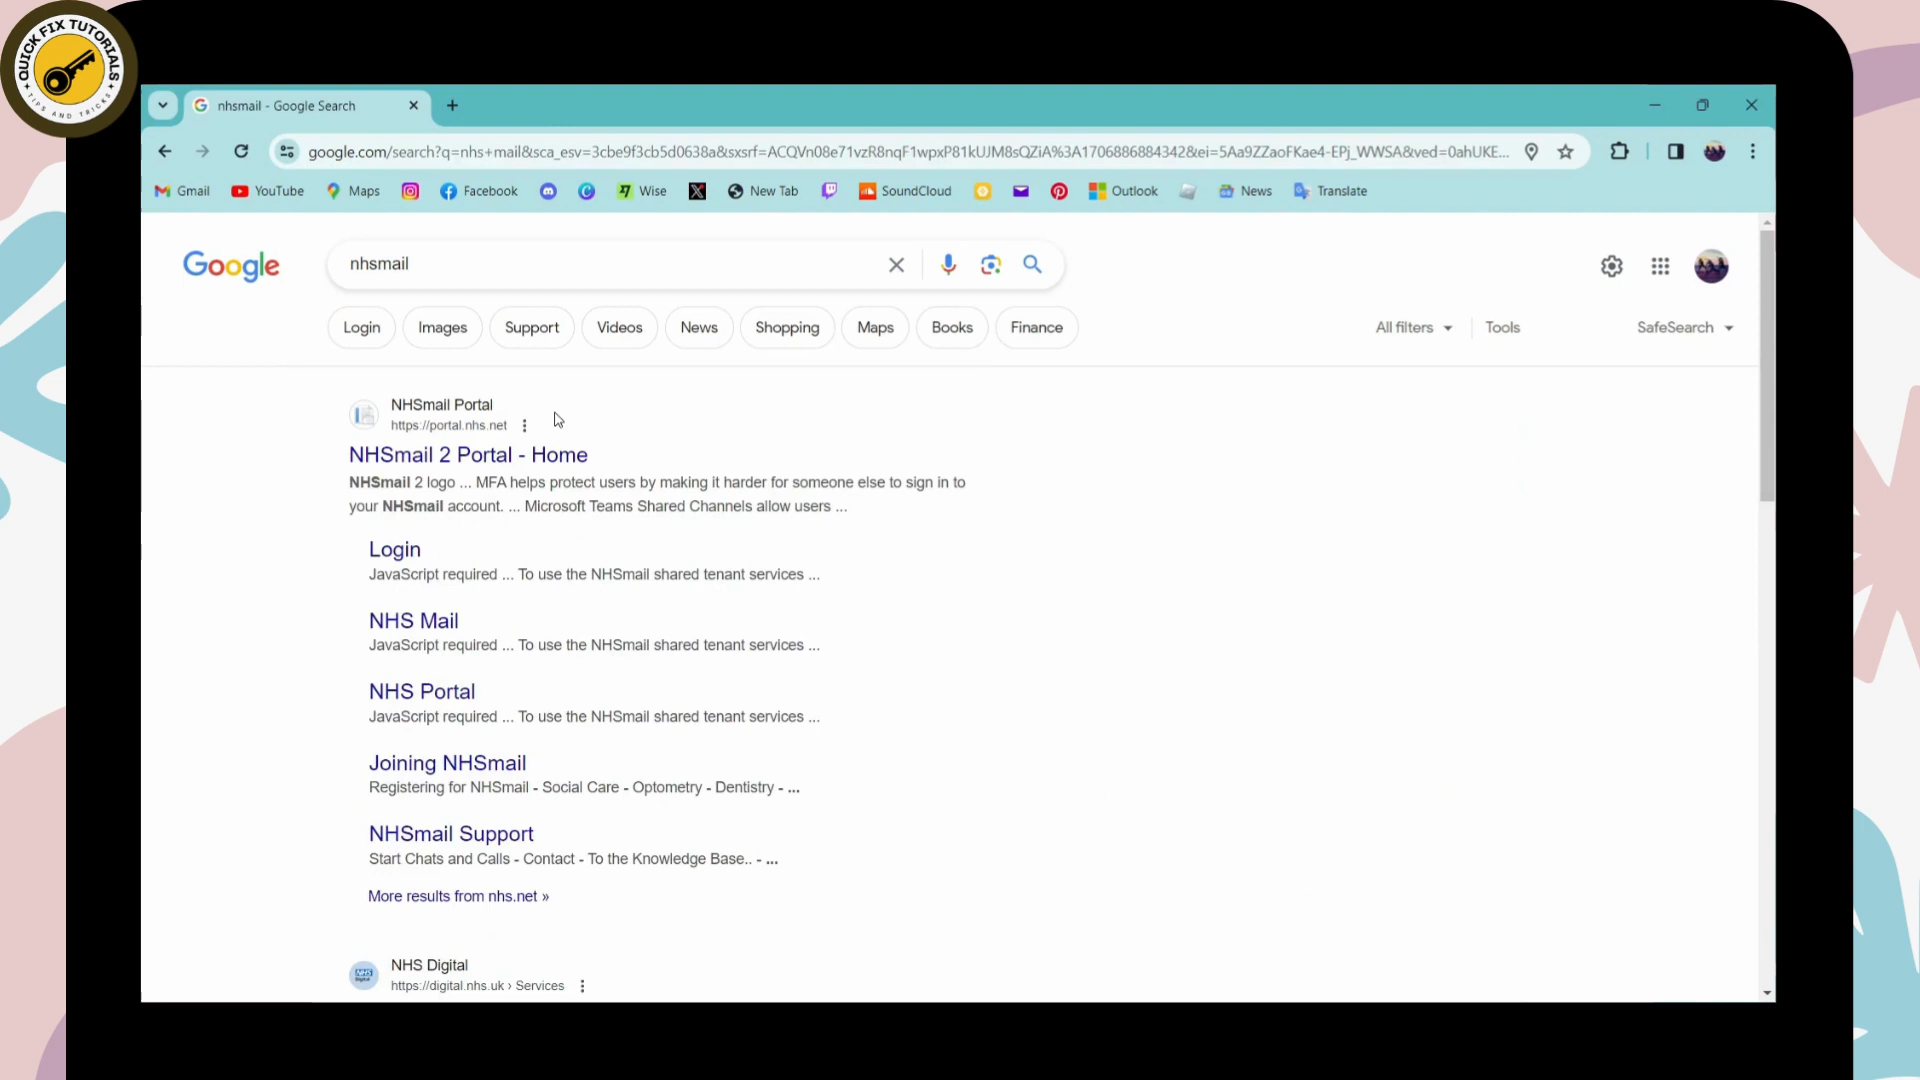 QUICK FIX TUTORIALS
TIPS AND TRICKS
nhsmail - Google Search
google.com/search?q=nhs+mail&sca_esv=3cbe9f3cb5d0638a&sxsrf=ACQVn08e71vzR8nqF1wpxP81kUJM8sQZiA%3A1706886884342&ei=5Aa9ZZaoFKae4-EPj_WWSA&ved=0ahUKE...
Gmail YouTube Maps Facebook Wise New Tab SoundCloud Outlook News Translate
Google nhsmail
Login Images Support Videos News Shopping Maps Books Finance All filters Tools SafeSearch
NHSmail Portal
https://portal.nhs.net
NHSmail 2 Portal - Home
NHSmail 2 logo ... MFA helps protect users by making it harder for someone else to sign in to
your NHSmail account. ... Microsoft Teams Shared Channels allow users ...
Login
JavaScript required ... To use the NHSmail shared tenant services ...
NHS Mail
JavaScript required ... To use the NHSmail shared tenant services ...
NHS Portal
JavaScript required ... To use the NHSmail shared tenant services ...
Joining NHSmail
Registering for NHSmail - Social Care - Optometry - Dentistry - ...
NHSmail Support
Start Chats and Calls - Contact - To the Knowledge Base.. - ...
More results from nhs.net »
NHS Digital
NHS Digital
https://digital.nhs.uk › Services